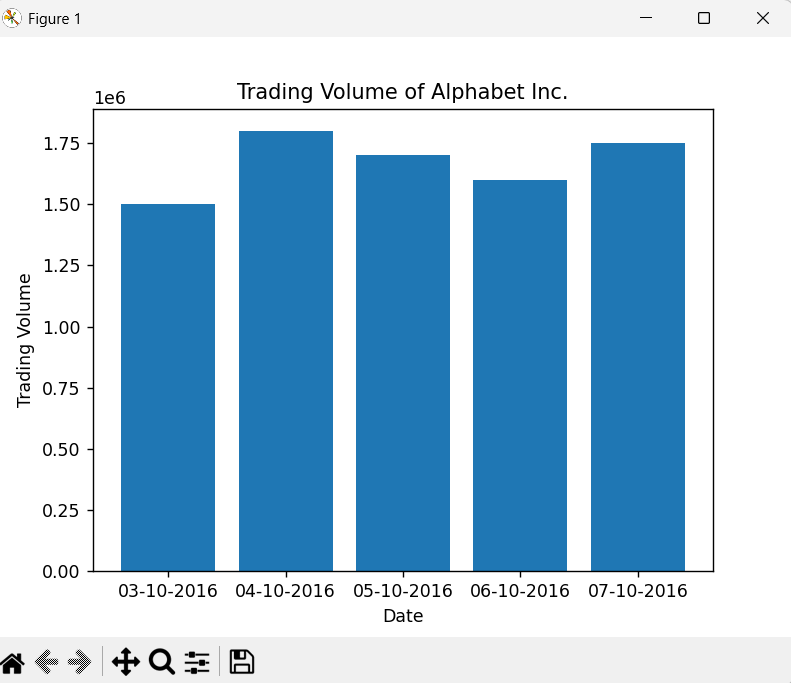 Figure 1
Trading Volume of Alphabet Inc.
1e6
1.75
1.50
1.25
1.00
0.75
0.50
0.25
0.00
Trading Volume
03-10-2016 04-10-2016 05-10-2016 06-10-2016 07-10-2016
Date